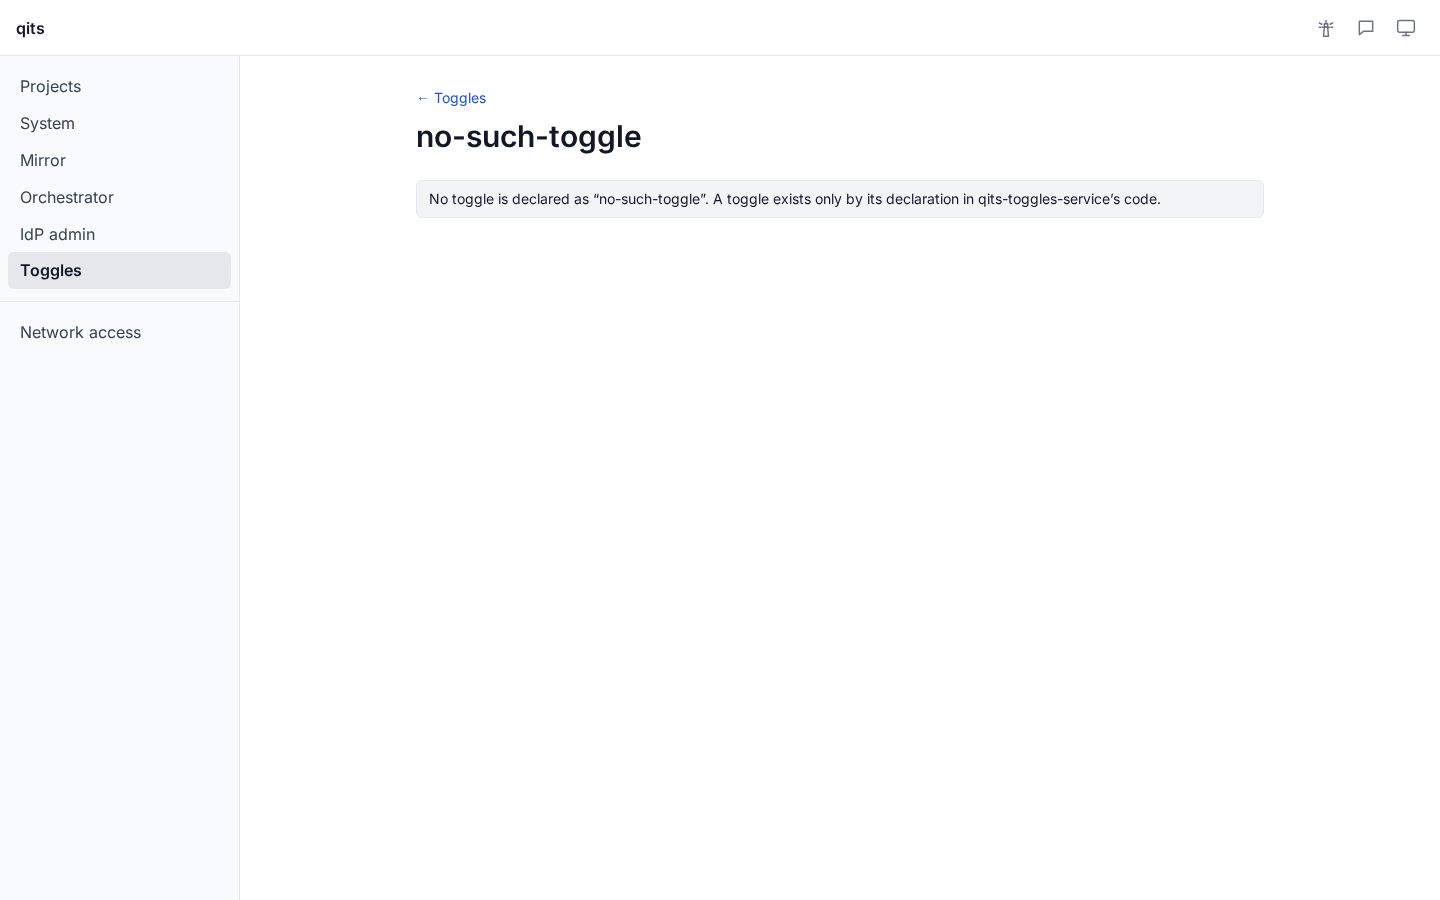 qits
Projects
System
Mirror
Orchestrator
IdP admin
Toggles
Network access
← Toggles
no-such-toggle
No toggle is declared as “no-such-toggle”. A toggle exists only by its declaration in qits-toggles-service’s code.